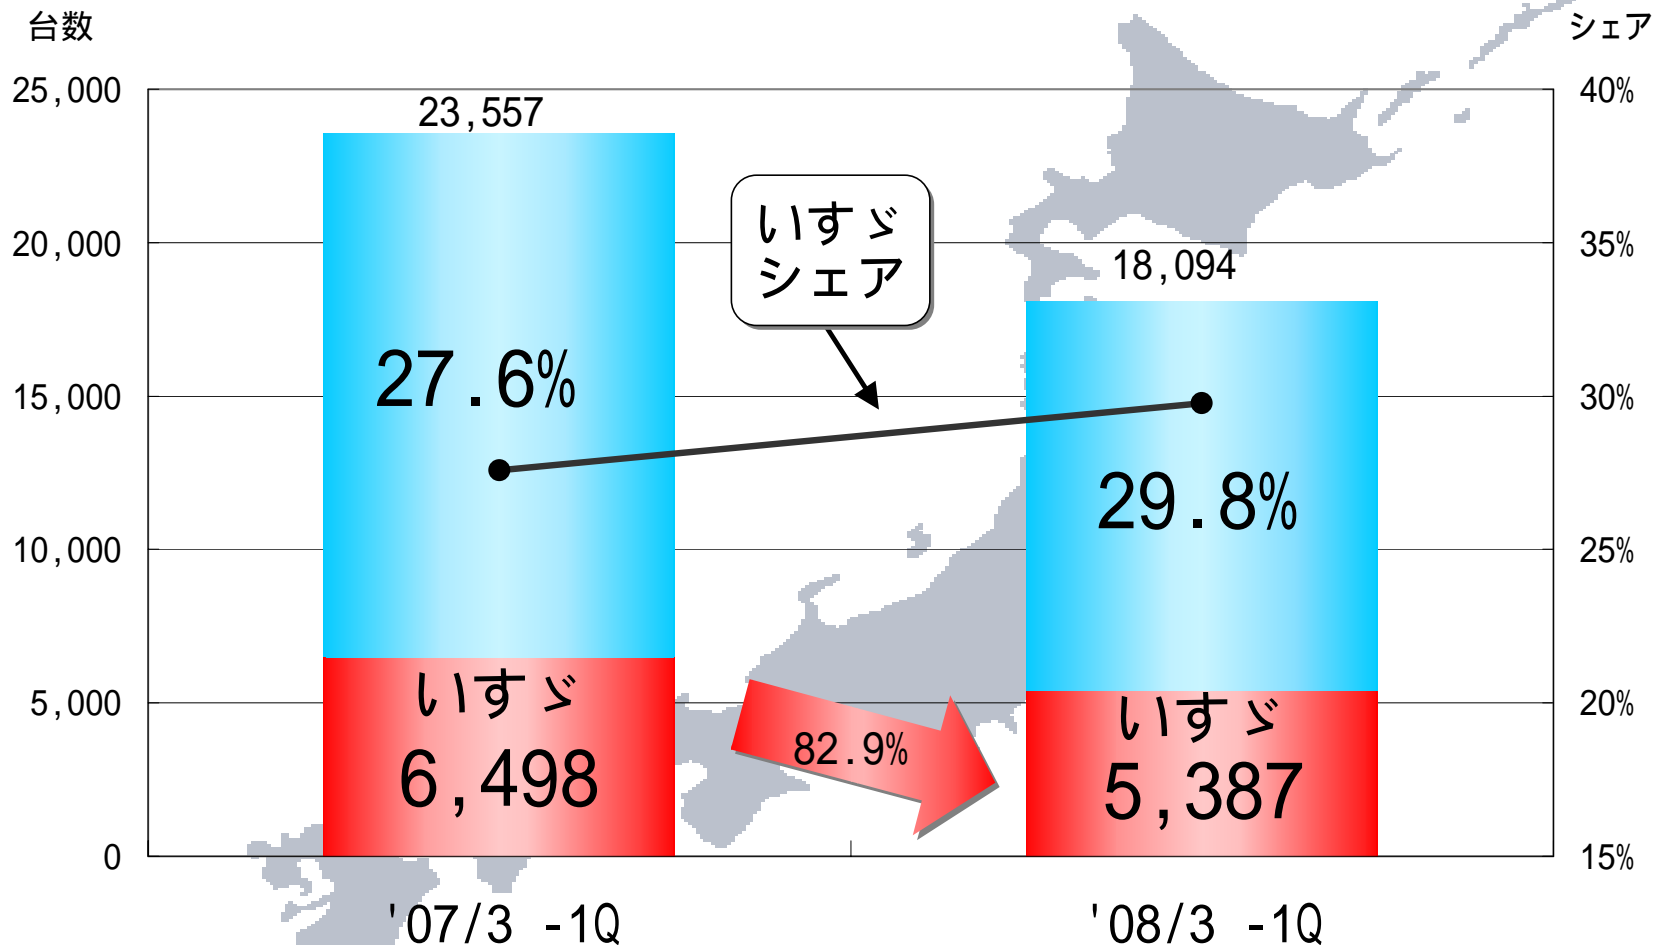 台数
シェア
25,000
20,000
15,000
10,000
5,000
0
40%
35%
30%
25%
20%
15%
23,557
27.6%
いすゞ
6,498
いすゞ
シェア
82.9%
18,094
29.8%
いすゞ
5,387
'07/3 -1Q
'08/3 -1Q